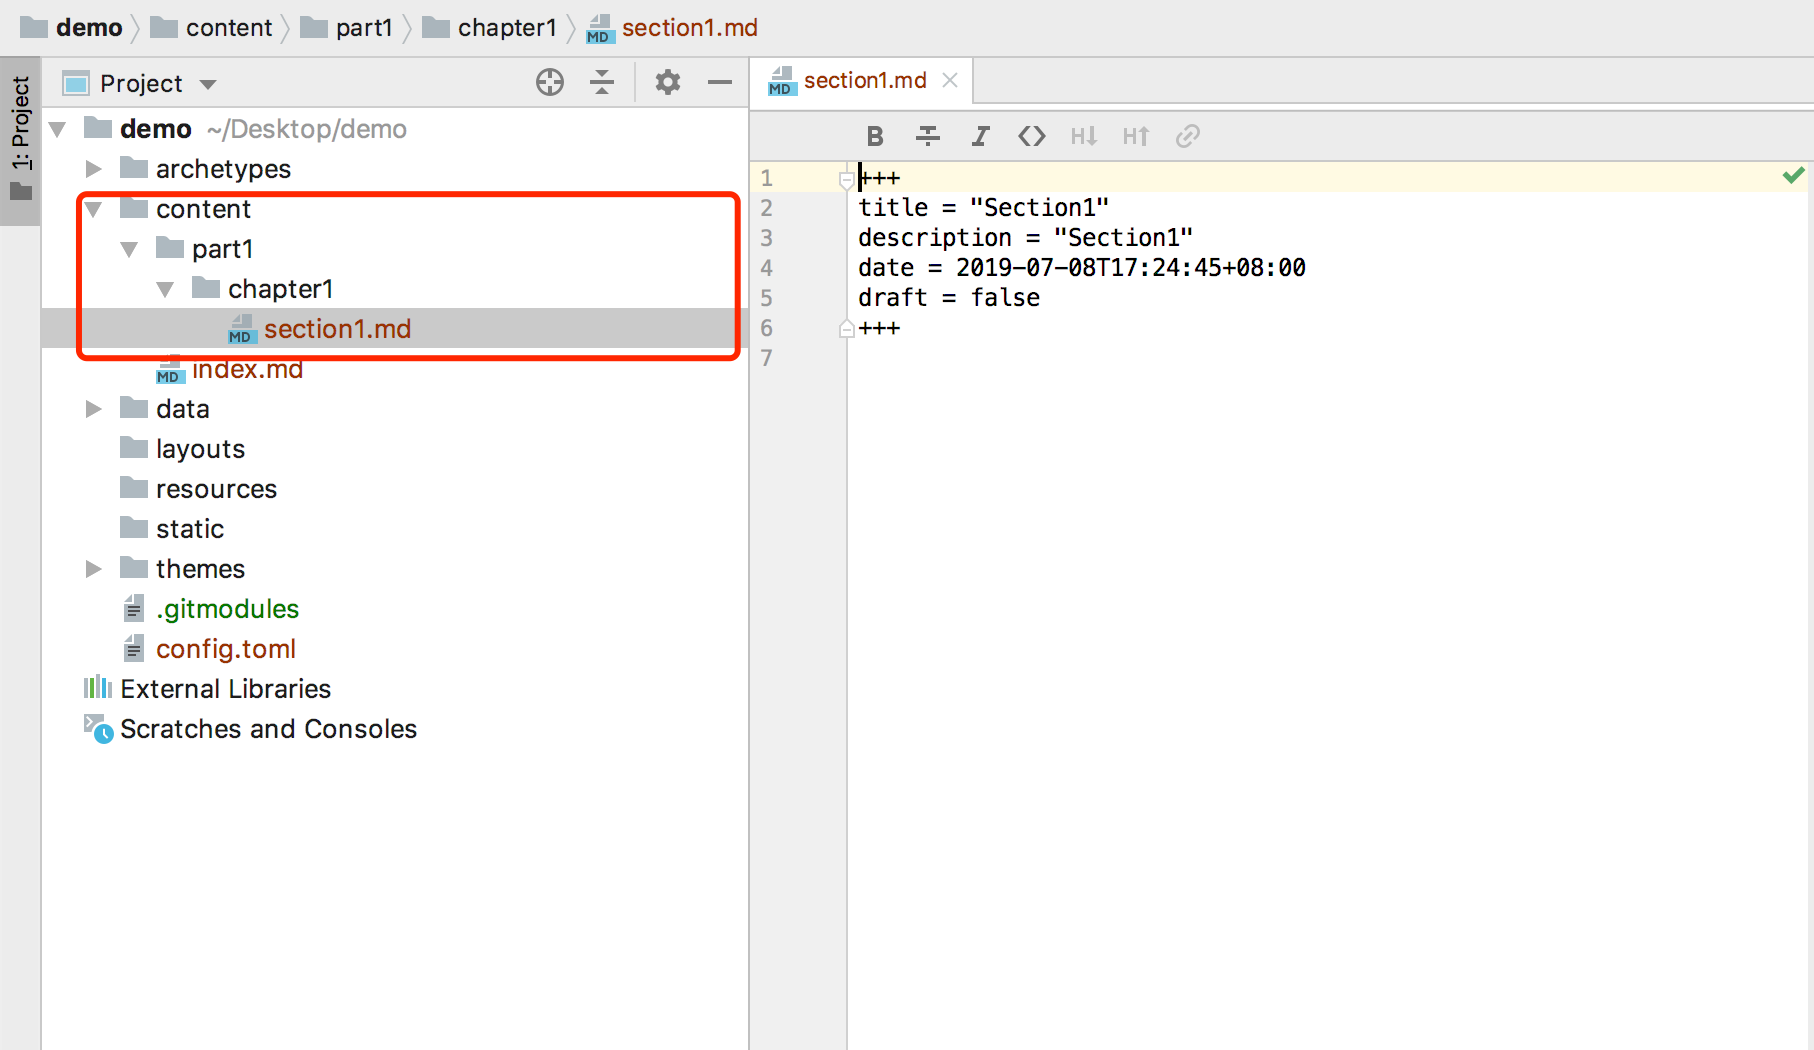 demo content part1 chapter1 MD section1.md
1: Project
Project
demo ~/Desktop/demo
archetypes
content
part1
chapter1
MD section1.md
MD index.md
data
layouts
resources
static
themes
.gitmodules
config.toml
External Libraries
Scratches and Consoles
MD section1.md
B I <> H↓ H↑
1 +++
2 title = "Section1"
3 description = "Section1"
4 date = 2019-07-08T17:24:45+08:00
5 draft = false
6 +++
7